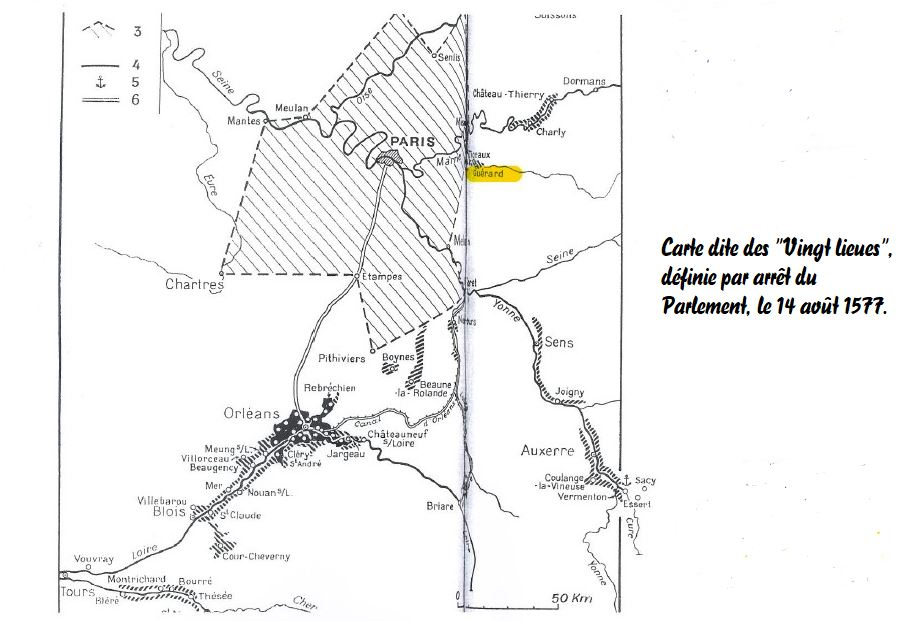 3
4
5
6
Seine
Senlis
Oise
Meulan
Mantes
PARIS
Château-Thierry
Dormans
Charly
Guérard
Eure
Chartres
Etampes
Seine
Yonne
Pithiviers
Boynes
Beaune
-la-Rolande
Sens
Joigny
Rebréchien
Orléans
Canal
d'Orléans
Châteauneuf
s/Loire
Jargeau
Cléry-
St André
Meung s/L.
Villorceau
Beaugency
Mer
Nouan s/L.
Villebarou
Blois
St Claude
Cour-Cheverny
Briare
Auxerre
Coulange
-la-Vineuse
Vermenton
Sacy
Essert
Cure
Yonne
Vouvray
Loire
Tours
Montrichard
Bourré
Bléré
Thésée
Cher
0
50 Km
Carte dite des "Vingt lieues",
définie par arrêt du
Parlement, le 14 août 1577.